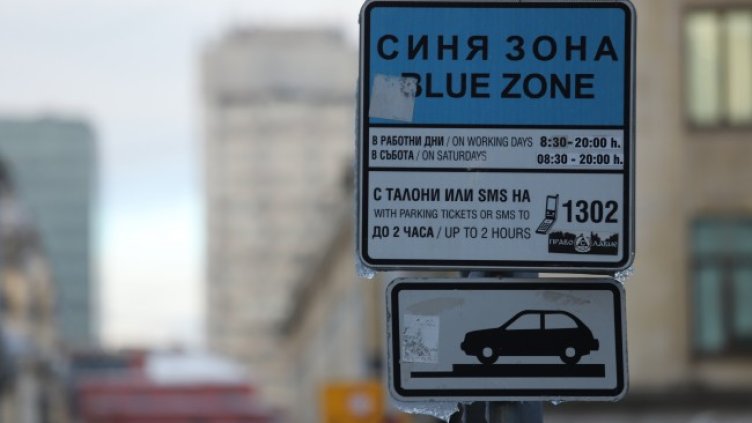 СИНЯ ЗОНА
BLUE ZONE
В РАБОТНИ ДНИ / ON WORKING DAYS 8:30-20:00 h.
В СЪБОТА / ON SATURDAYS 08:30 -20:00 h.
С ТАЛОНИ ИЛИ SMS НА
WITH PARKING TICKETS OR SMS TO
1302
ДО 2 ЧАСА / UP TO 2 HOURS